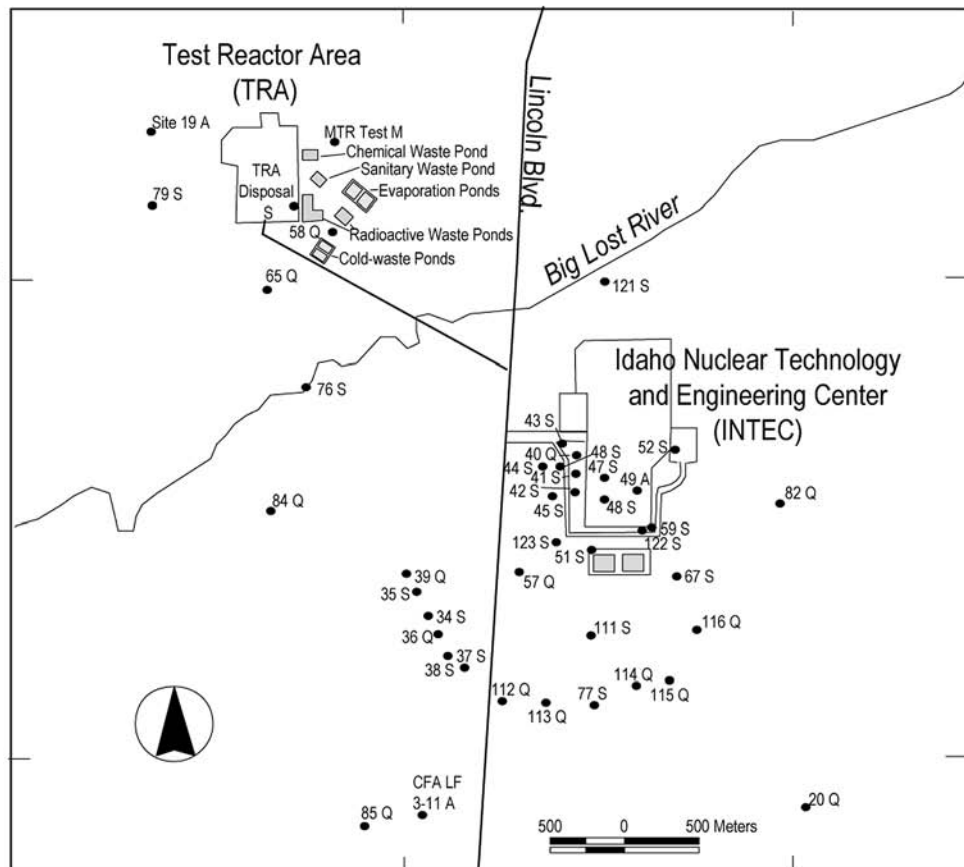 Test Reactor Area
(TRA)
Lincoln Blvd.
Site 19 A
MTR Test M
Chemical Waste Pond
Sanitary Waste Pond
TRA
Disposal
S
Evaporation Ponds
79 S
58 Q
Radioactive Waste Ponds
Cold-waste Ponds
Big Lost River
65 Q
121 S
76 S
Idaho Nuclear Technology
and Engineering Center
(INTEC)
43 S
40 Q
48 S
52 S
44 S
41 S
47 S
49 A
42 S
48 S
45 S
84 Q
82 Q
59 S
123 S
122 S
51 S
39 Q
57 Q
67 S
35 S
34 S
36 Q
111 S
116 Q
37 S
38 S
114 Q
115 Q
112 Q
77 S
113 Q
CFA LF
3-11 A
85 Q
20 Q
500 0 500 Meters